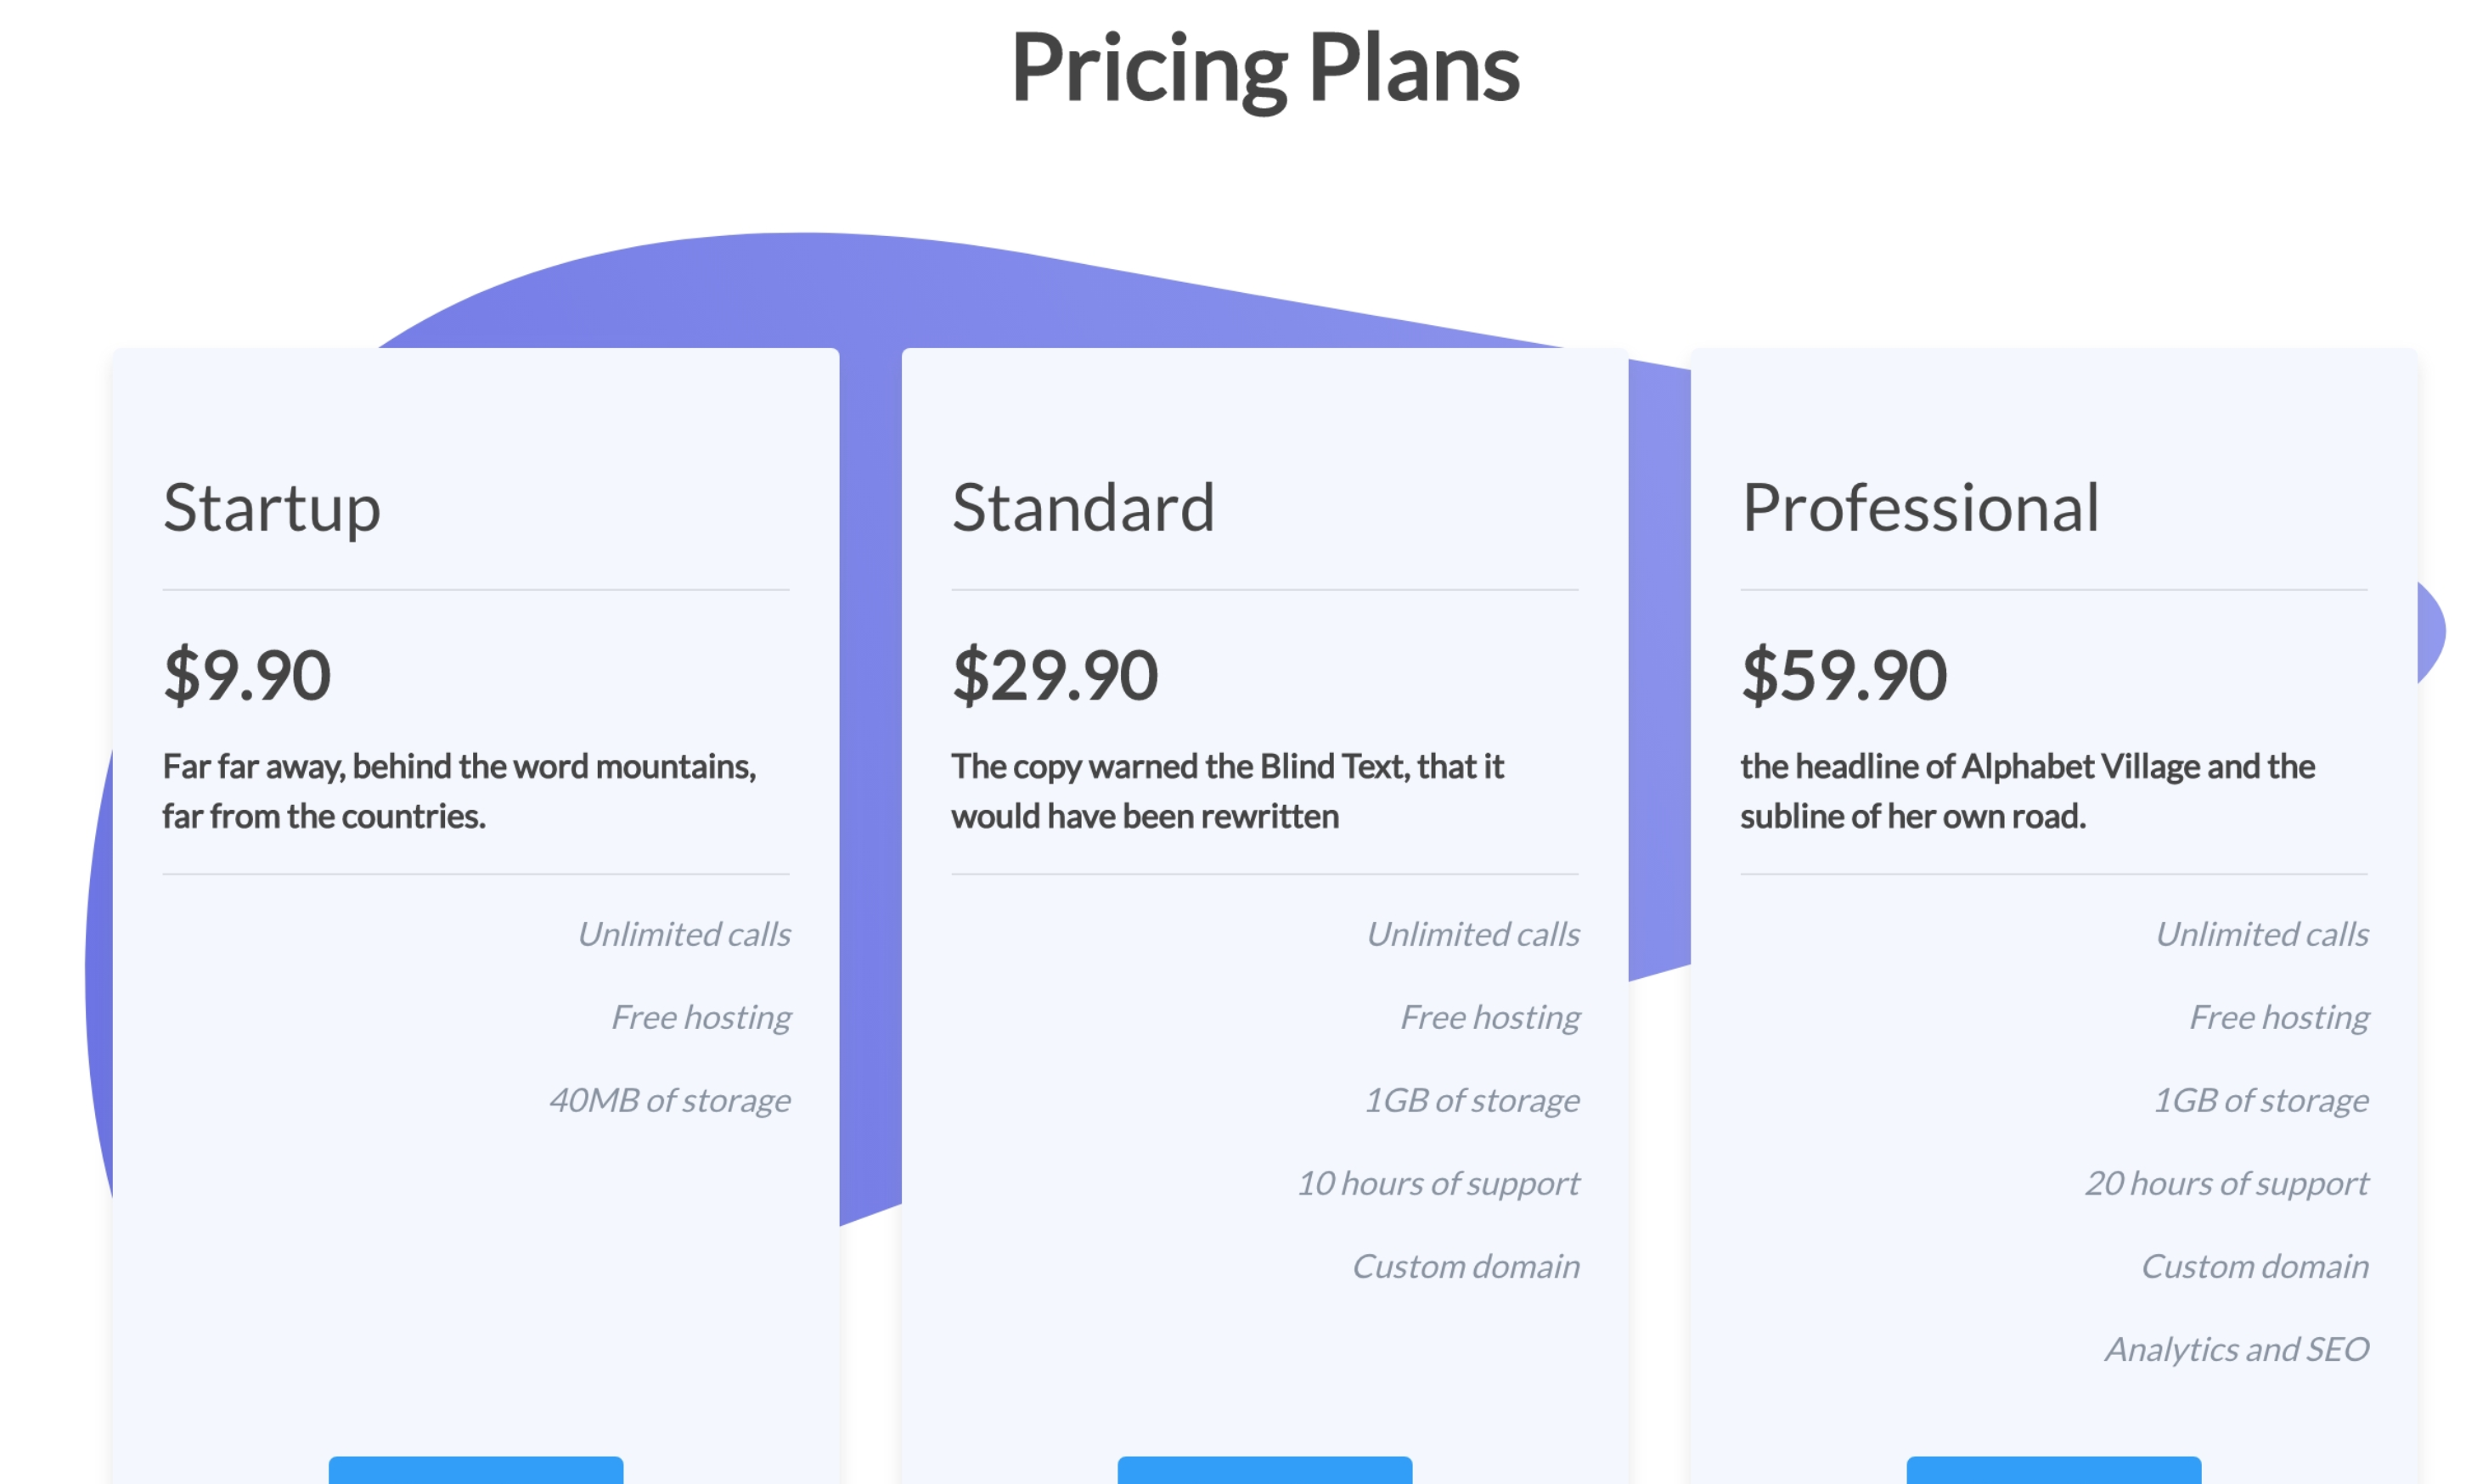 Pricing Plans
Startup
$9.90
Far far away, behind the word mountains,
far from the countries.
Unlimited calls
Free hosting
40MB of storage
Standard
$29.90
The copy warned the Blind Text, that it
would have been rewritten
Unlimited calls
Free hosting
1GB of storage
10 hours of support
Custom domain
Professional
$59.90
the headline of Alphabet Village and the
subline of her own road.
Unlimited calls
Free hosting
1GB of storage
20 hours of support
Custom domain
Analytics and SEO